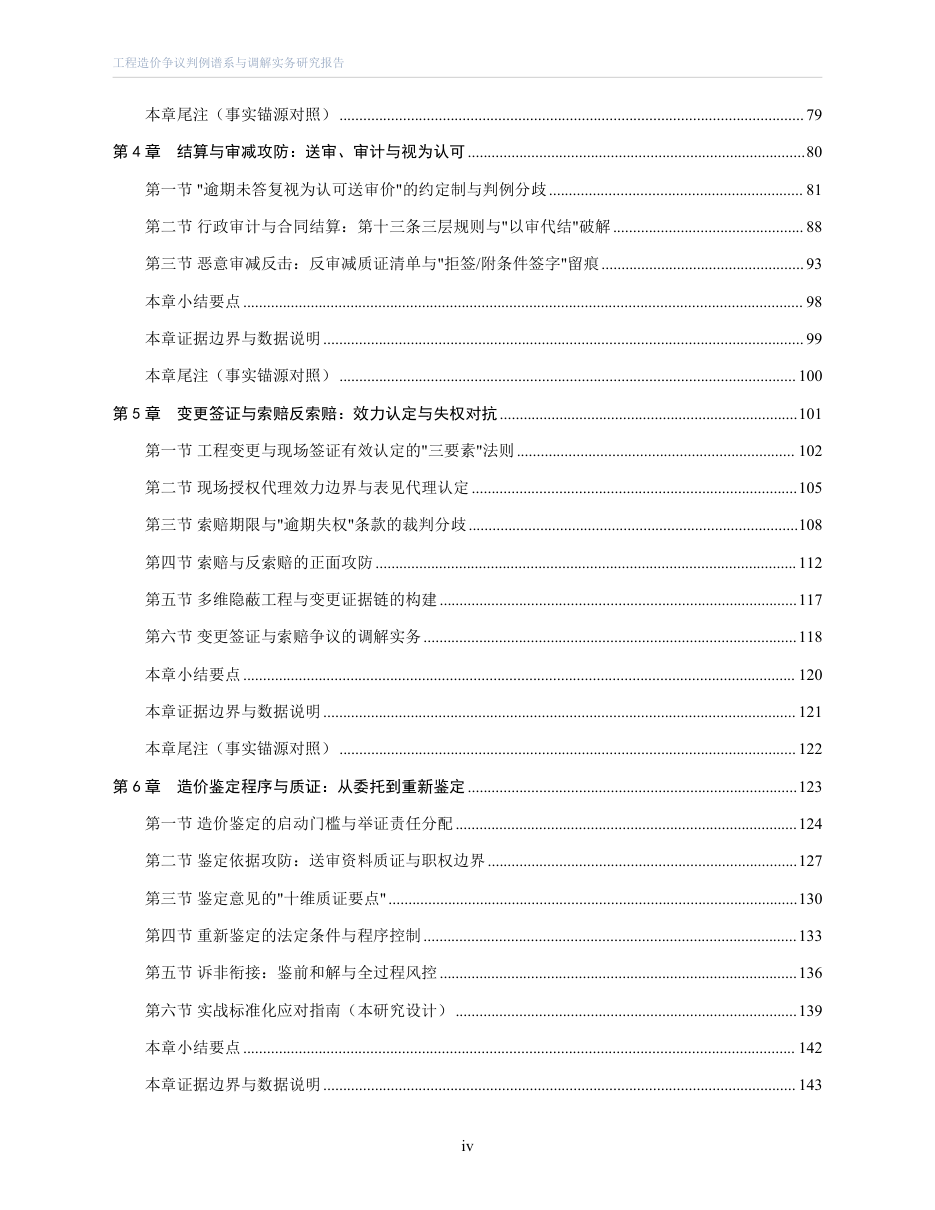 工程造价争议判例谱系与调解实务研究报告
本章尾注（事实锚源对照） 79
第 4 章 结算与审减攻防：送审、审计与视为认可 80
第一节 "逾期未答复视为认可送审价"的约定制与判例分歧 81
第二节 行政审计与合同结算：第十三条三层规则与"以审代结"破解 88
第三节 恶意审减反击：反审减质证清单与"拒签/附条件签字"留痕 93
本章小结要点 98
本章证据边界与数据说明 99
本章尾注（事实锚源对照） 100
第 5 章 变更签证与索赔反索赔：效力认定与失权对抗 101
第一节 工程变更与现场签证有效认定的"三要素"法则 102
第二节 现场授权代理效力边界与表见代理认定 105
第三节 索赔期限与"逾期失权"条款的裁判分歧 108
第四节 索赔与反索赔的正面攻防 112
第五节 多维隐蔽工程与变更证据链的构建 117
第六节 变更签证与索赔争议的调解实务 118
本章小结要点 120
本章证据边界与数据说明 121
本章尾注（事实锚源对照） 122
第 6 章 造价鉴定程序与质证：从委托到重新鉴定 123
第一节 造价鉴定的启动门槛与举证责任分配 124
第二节 鉴定依据攻防：送审资料质证与职权边界 127
第三节 鉴定意见的"十维质证要点" 130
第四节 重新鉴定的法定条件与程序控制 133
第五节 诉非衔接：鉴前和解与全过程风控 136
第六节 实战标准化应对指南（本研究设计） 139
本章小结要点 142
本章证据边界与数据说明 143
iv